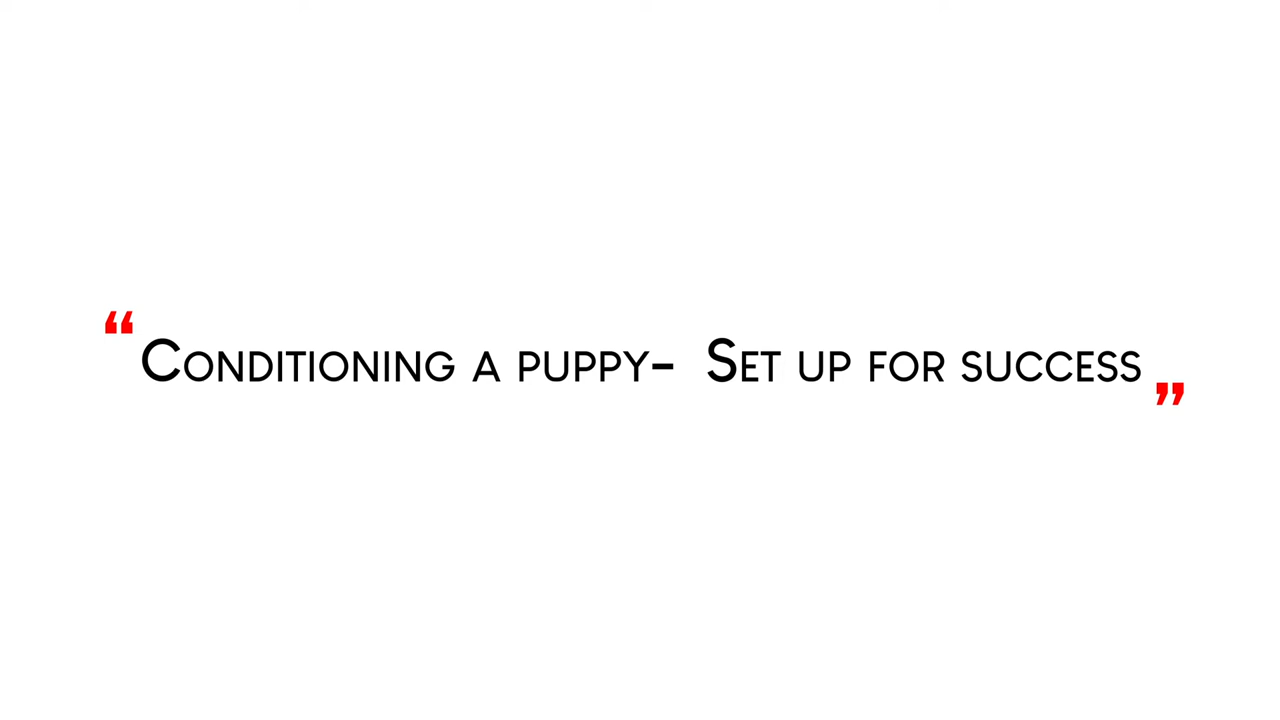 “Conditioning a puppy- Set up for success”